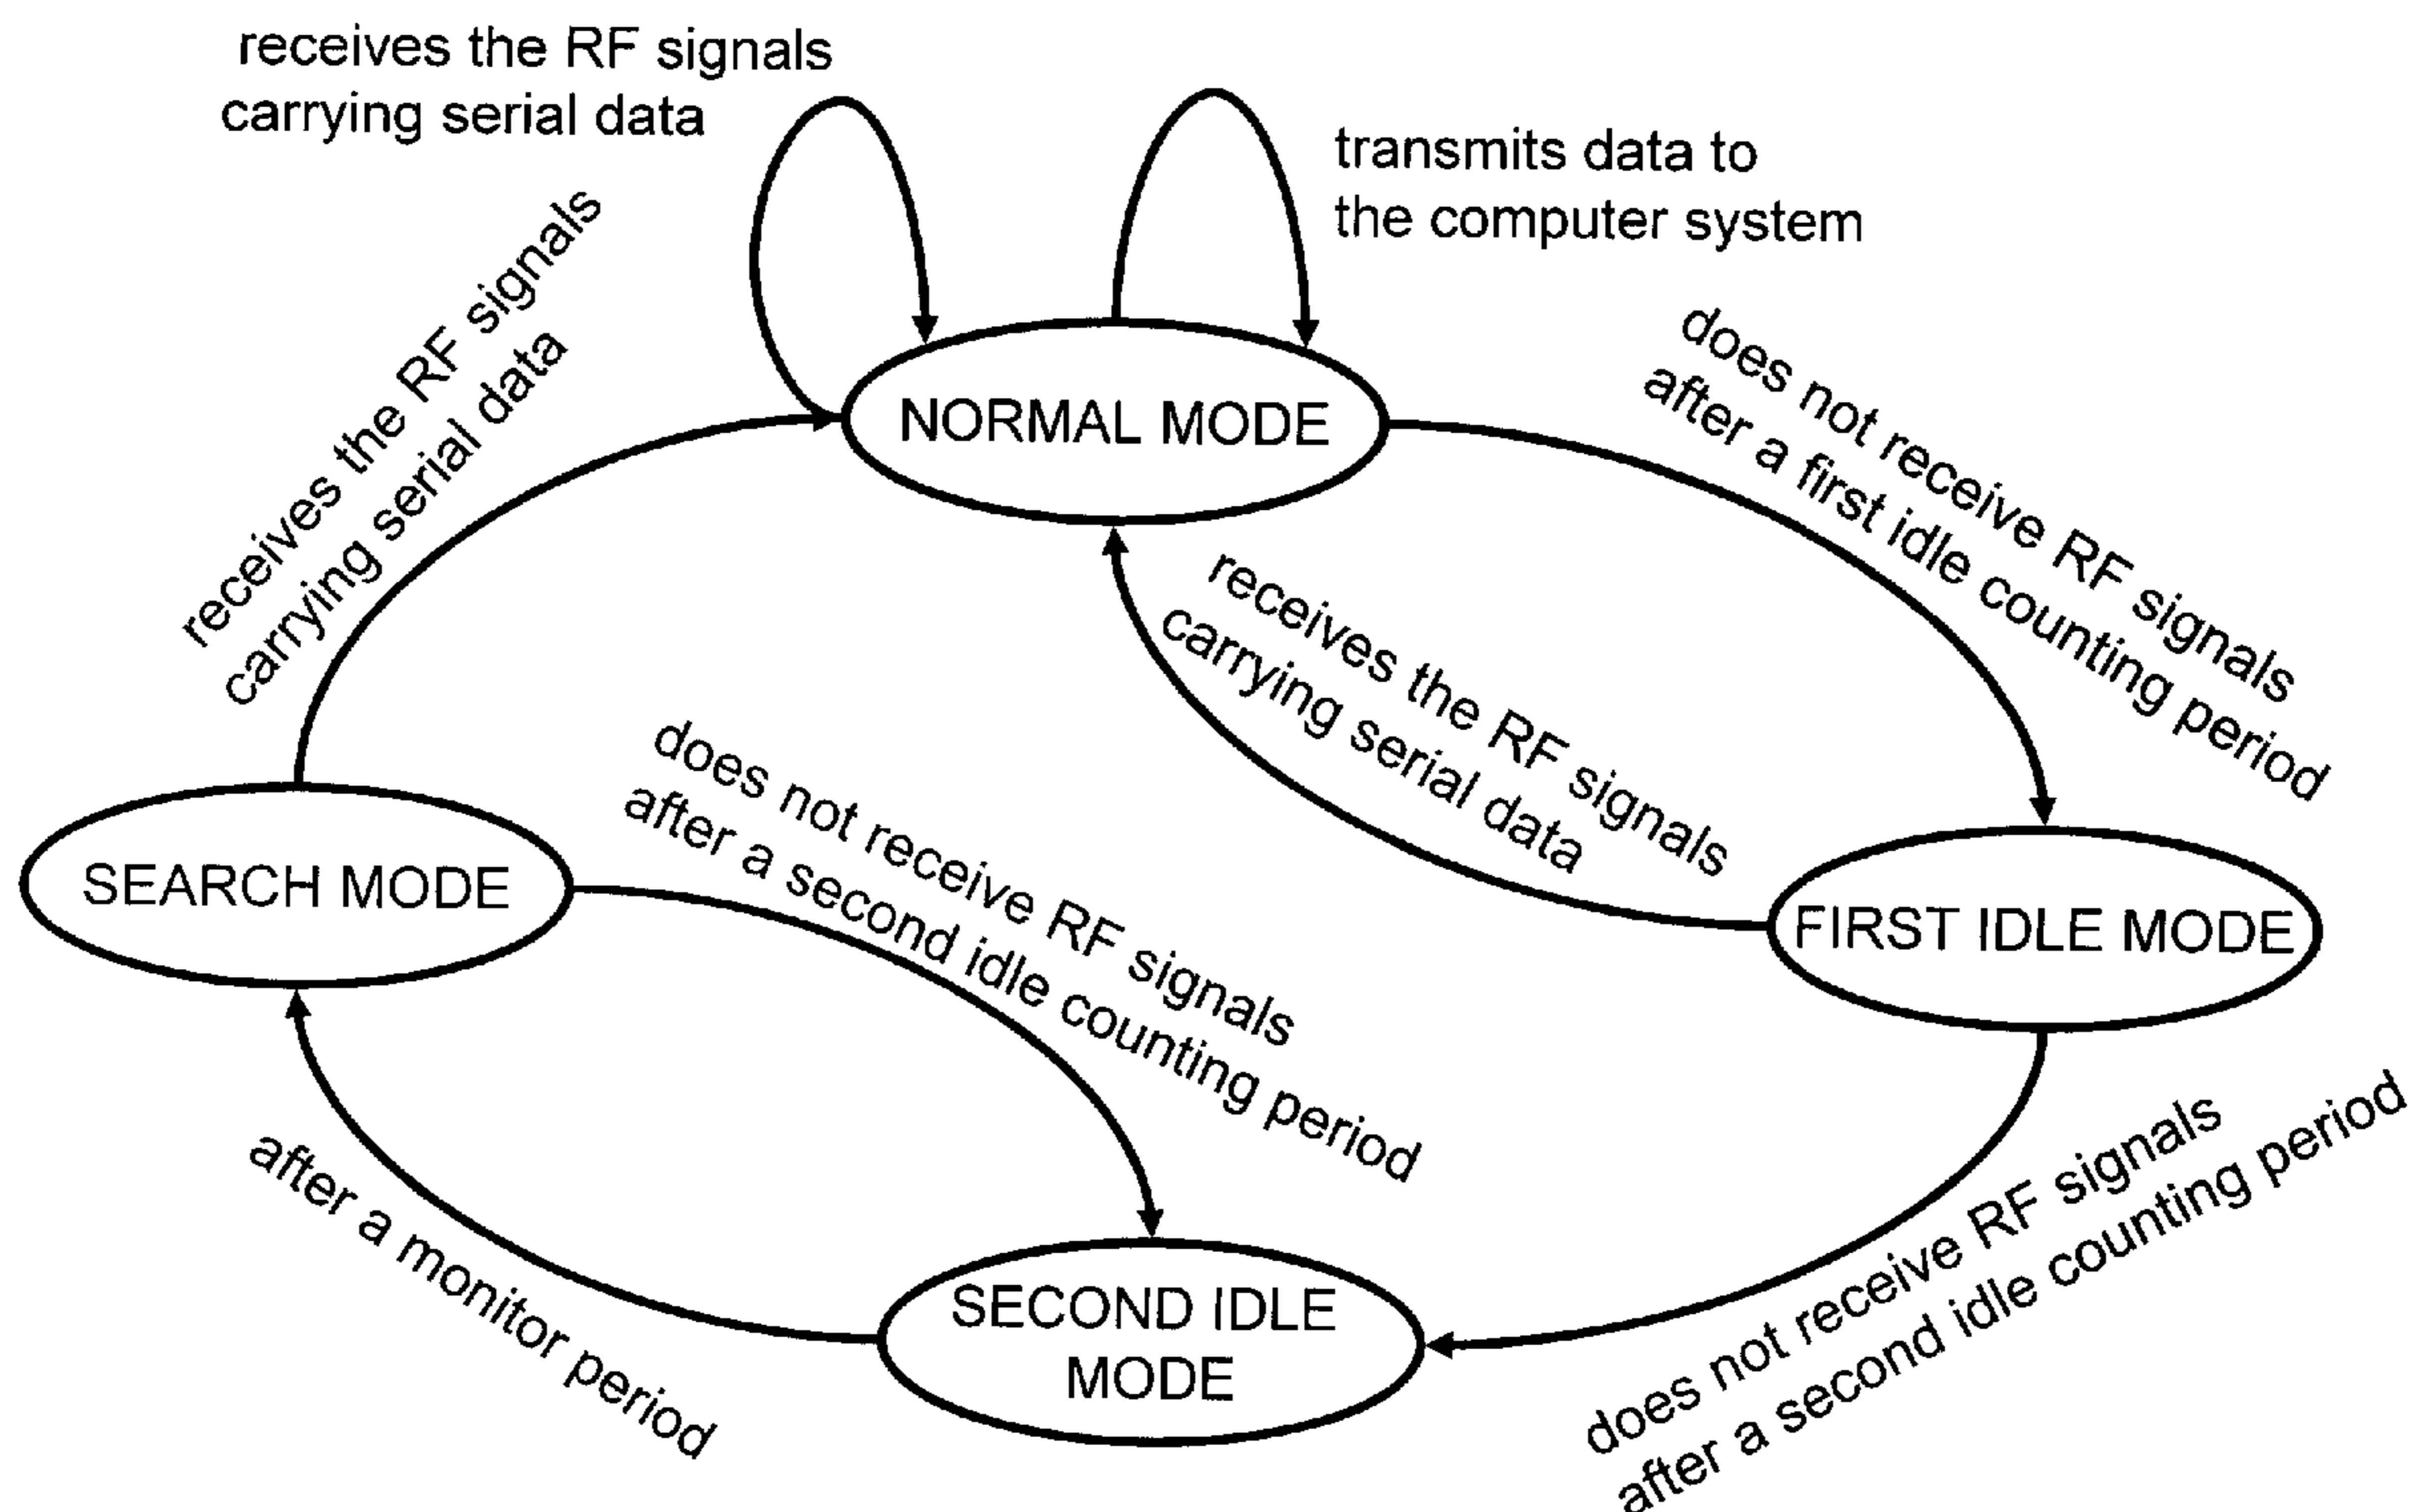 receives the RF signals
carrying serial data
transmits data to
the computer system
receives the RF signals
carrying serial data
NORMAL MODE
does not receive RF signals
after a first idle counting period
receives the RF signals
carrying serial data
SEARCH MODE
does not receive RF signals
after a second idle counting period
FIRST IDLE MODE
after a monitor period
SECOND IDLE
MODE
does not receive RF signals
after a second idle counting period